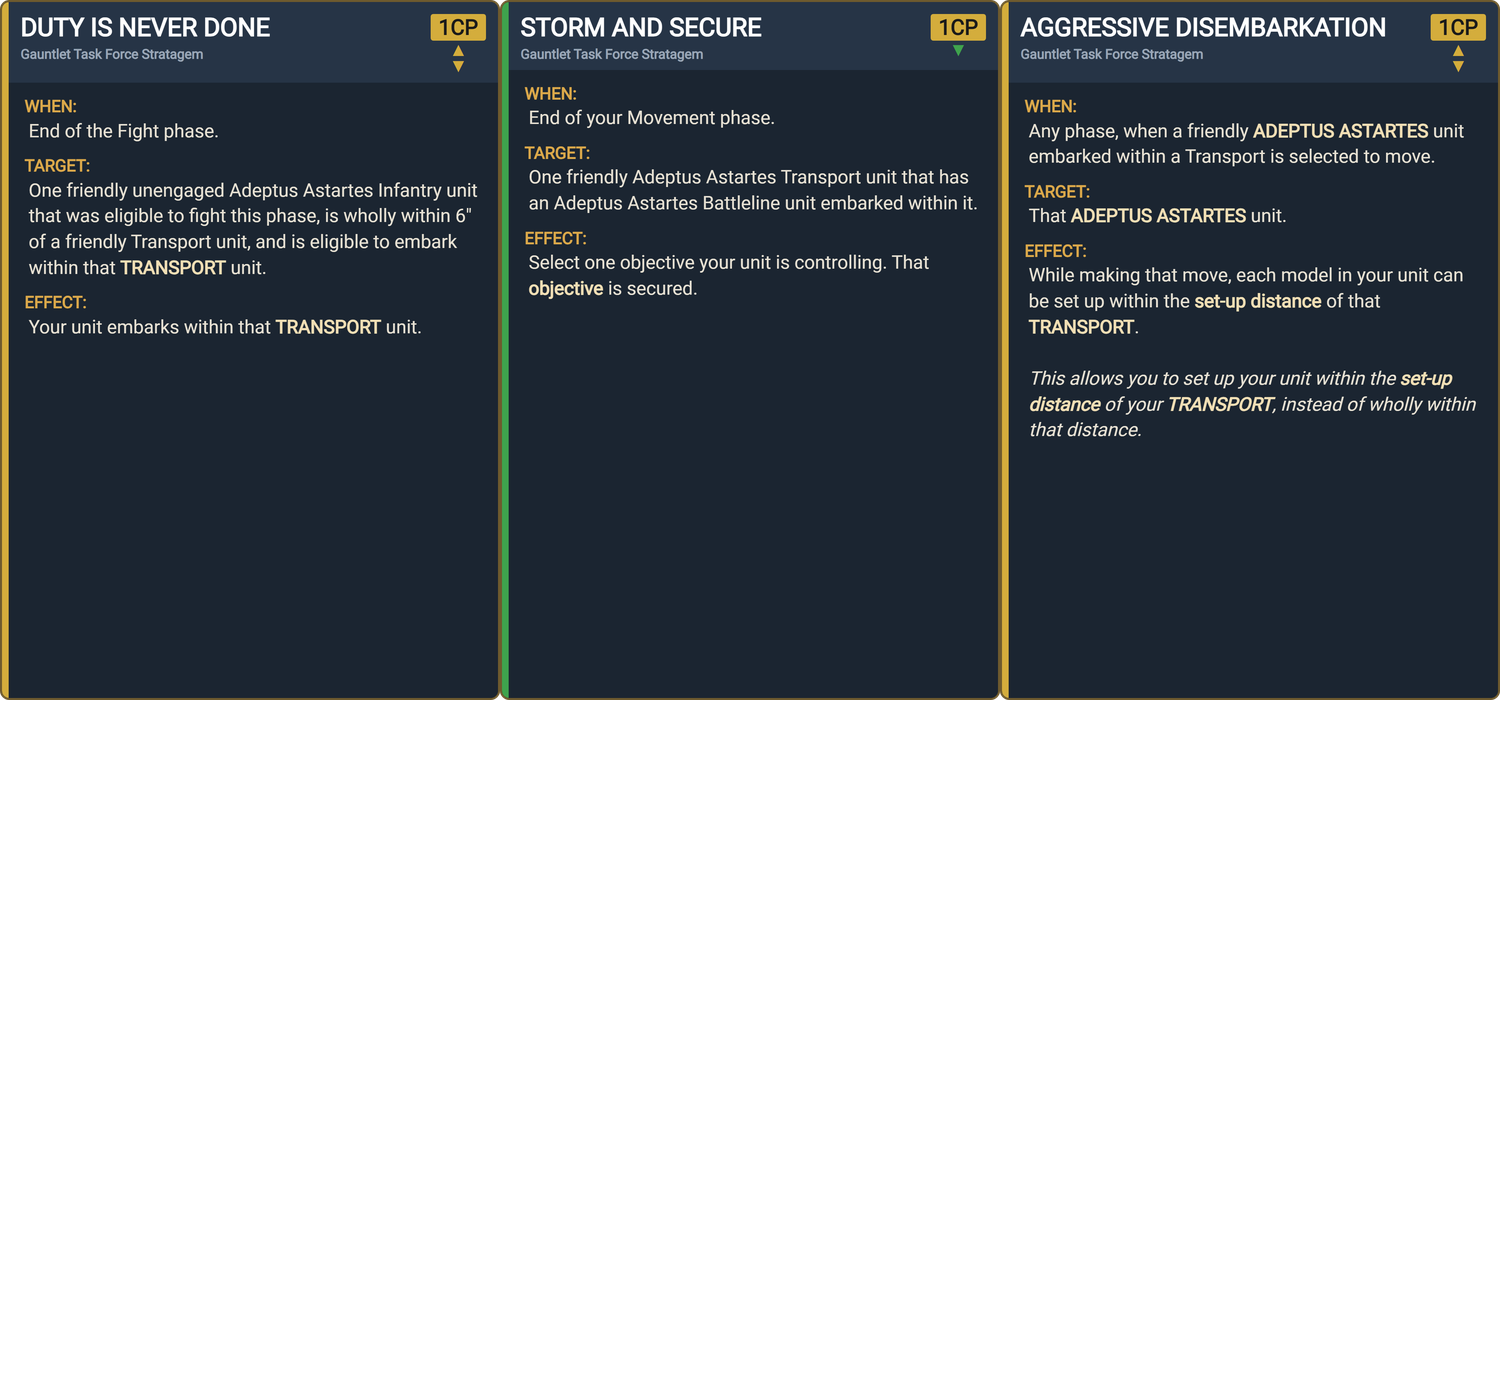 DUTY IS NEVER DONE
1CP
Gauntlet Task Force Stratagem
WHEN:
End of the Fight phase.
TARGET:
One friendly unengaged Adeptus Astartes Infantry unit
that was eligible to fight this phase, is wholly within 6"
of a friendly Transport unit, and is eligible to embark
within that TRANSPORT unit.
EFFECT:
Your unit embarks within that TRANSPORT unit.
STORM AND SECURE
1CP
Gauntlet Task Force Stratagem
WHEN:
End of your Movement phase.
TARGET:
One friendly Adeptus Astartes Transport unit that has
an Adeptus Astartes Battleline unit embarked within it.
EFFECT:
Select one objective your unit is controlling. That
objective is secured.
AGGRESSIVE DISEMBARKATION
1CP
Gauntlet Task Force Stratagem
WHEN:
Any phase, when a friendly ADEPTUS ASTARTES unit
embarked within a Transport is selected to move.
TARGET:
That ADEPTUS ASTARTES unit.
EFFECT:
While making that move, each model in your unit can
be set up within the set-up distance of that
TRANSPORT.
This allows you to set up your unit within the set-up
distance of your TRANSPORT, instead of wholly within
that distance.